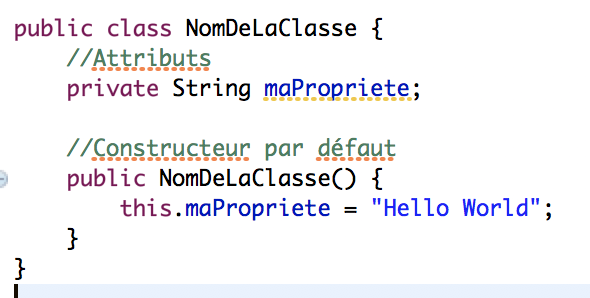 public class NomDeLaClasse {
//Attributs
private String maPropriete;
//Constructeur par défaut
public NomDeLaClasse() {
this.maPropriete = "Hello World";
}
}